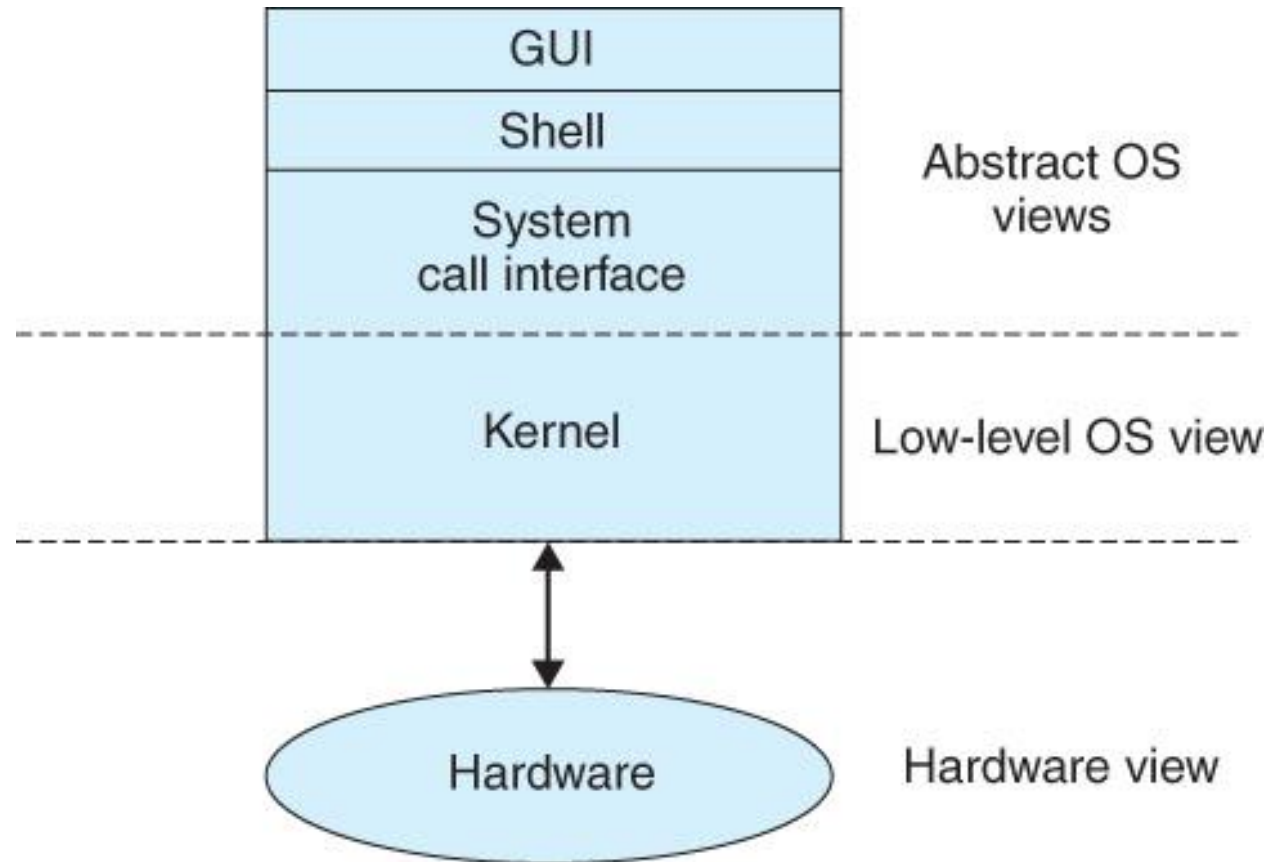 GUI
Shell
System
call interface
Abstract OS
views
Kernel
Low-level OS view
Hardware
Hardware view